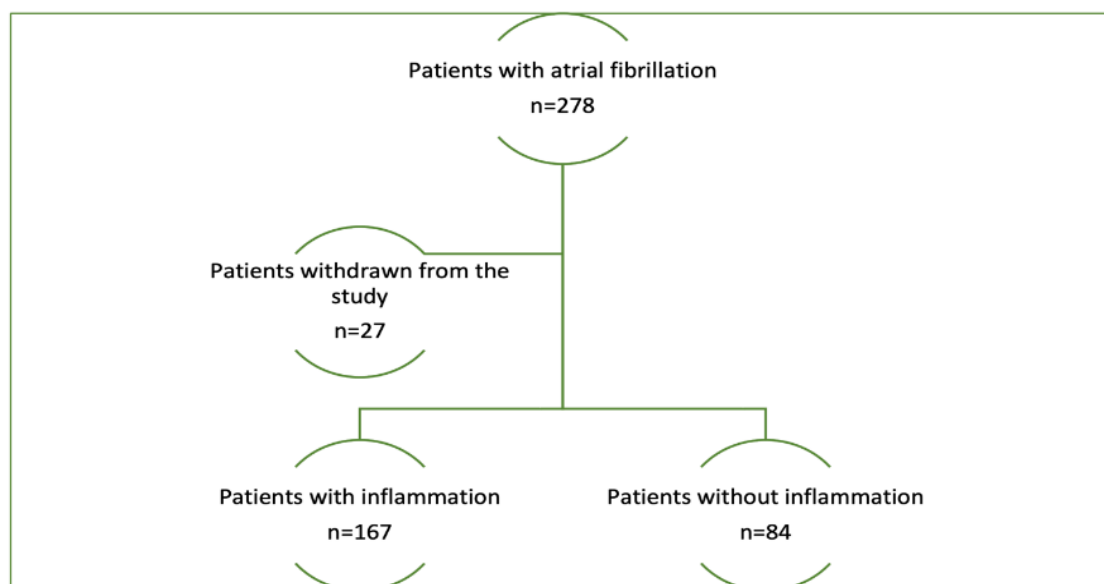 Patients with atrial fibrillation
n=278
Patients withdrawn from the
study
n=27
Patients with inflammation
n=167
Patients without inflammation
n=84